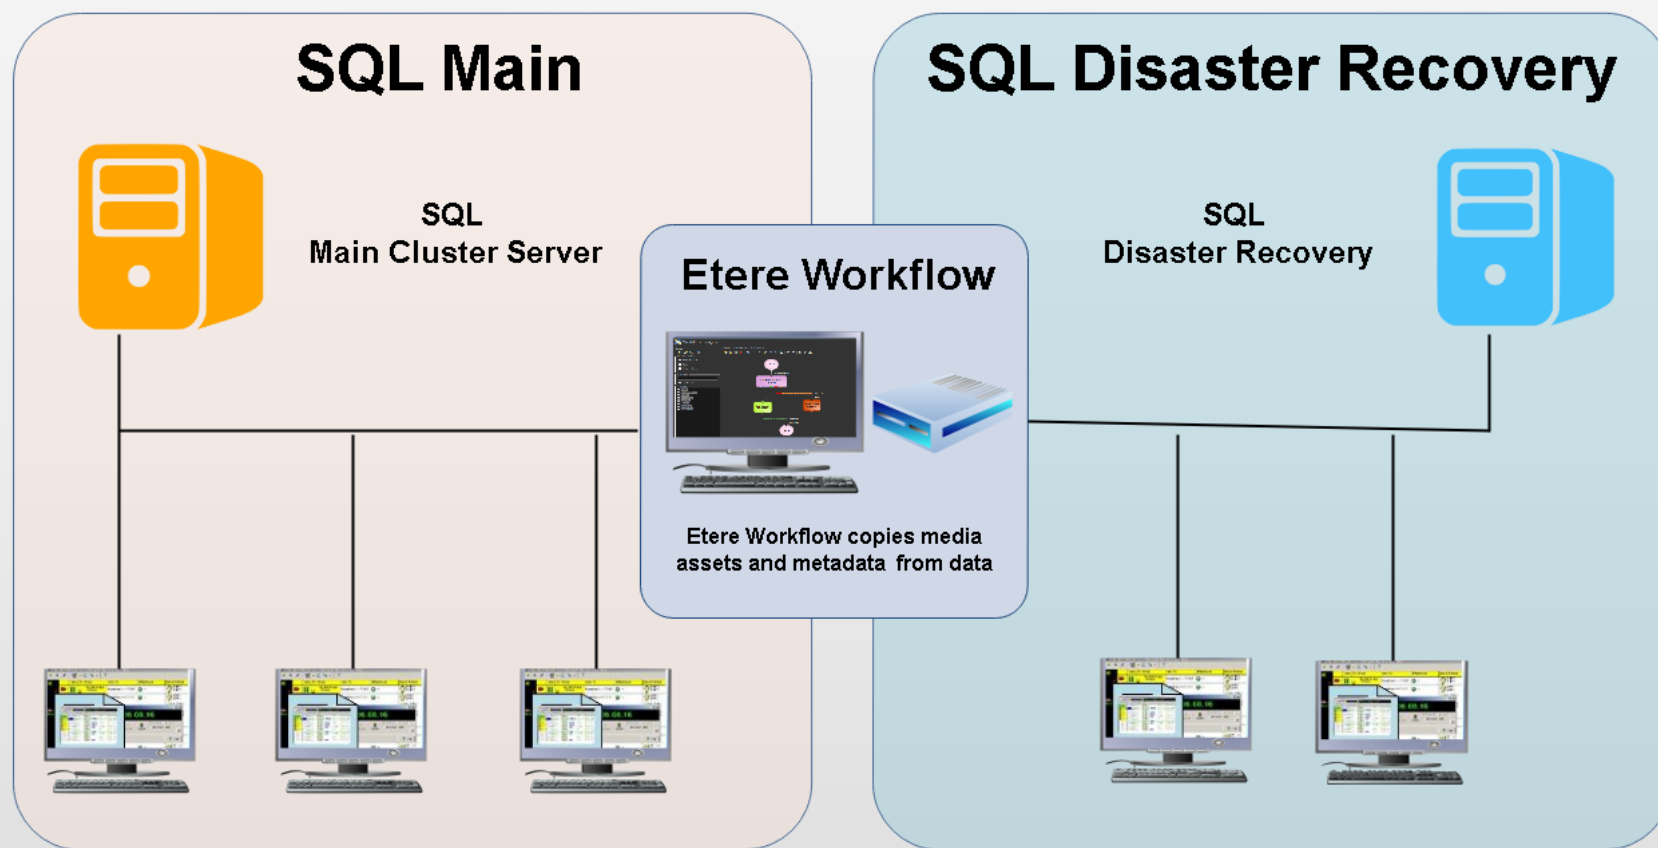 SQL Main
SQL Disaster Recovery
SQL
Main Cluster Server
SQL
Disaster Recovery
Etere Workflow
Etere Workflow copies media
assets and metadata from data